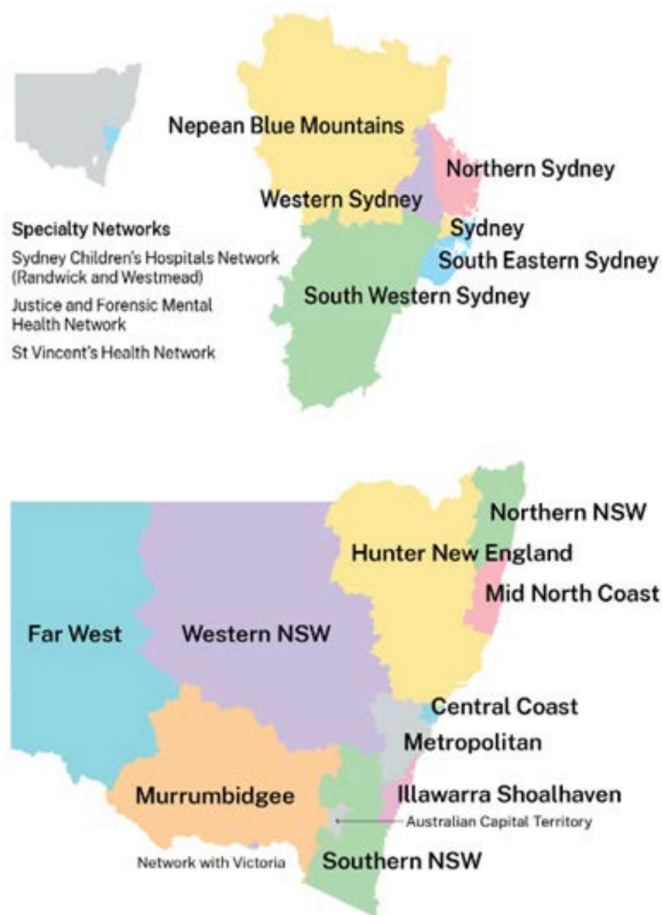 Nepean Blue Mountains
Northern Sydney
Western Sydney
Sydney
South Eastern Sydney
South Western Sydney
Specialty Networks
Sydney Children's Hospitals Network
(Randwick and Westmead)
Justice and Forensic Mental
Health Network
St Vincent's Health Network
Northern NSW
Hunter New England
Mid North Coast
Far West
Western NSW
Central Coast
Metropolitan
Murrumbidgee
Illawarra Shoalhaven
Australian Capital Territory
Network with Victoria
Southern NSW